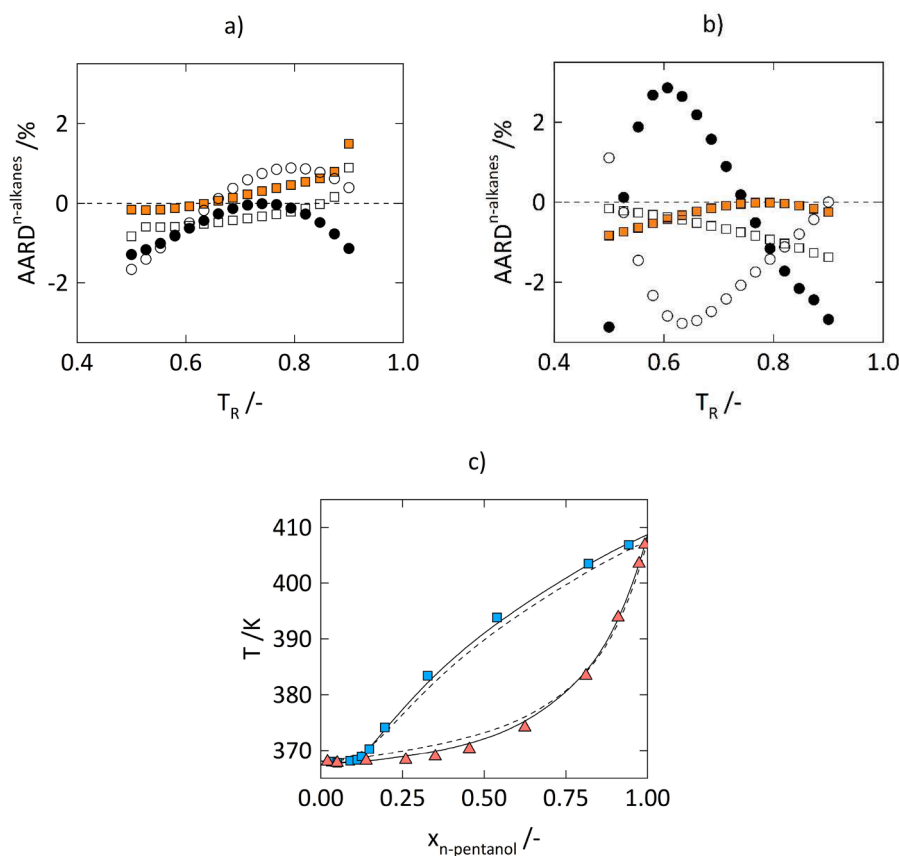 a)
AARD^n-alkanes /%
2
0
-2
0.4 0.6 0.8 1.0
T_R /-
b)
AARD^n-alkanes /%
2
0
-2
0.4 0.6 0.8 1.0
T_R /-
c)
T /K
410
400
390
380
370
0.00 0.25 0.50 0.75 1.00
x_n-pentanol /-